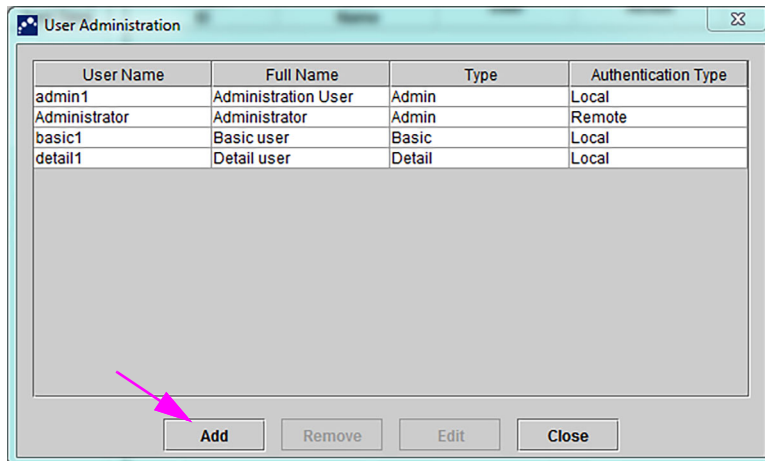 User Administration
User Name Full Name Type Authentication Type
admin1 Administration User Admin Local
Administrator Administrator Admin Remote
basic1 Basic user Basic Local
detail1 Detail user Detail Local
Add Remove Edit Close